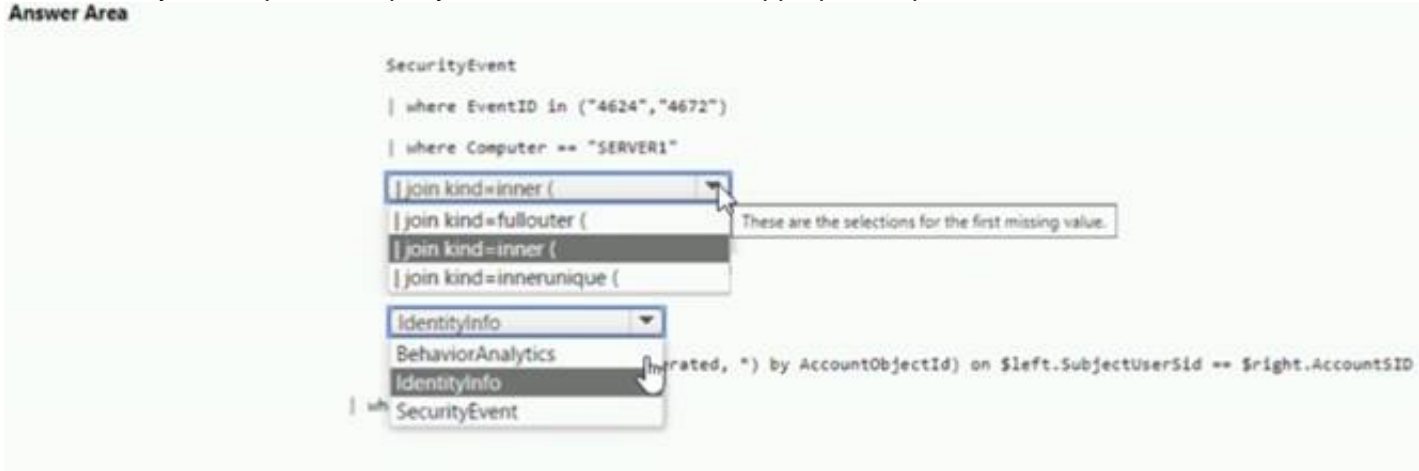 Answer Area
SecurityEvent
| where EventID in ("4624","4672")
| where Computer == "SERVER1"
| join kind=inner (
| join kind=fullouter (
These are the selections for the first missing value.
| join kind=inner (
| join kind=innerunique (
IdentityInfo
BehaviorAnalytics
rated, *) by AccountObjectId) on $left.SubjectUserSid == $right.AccountSID
IdentityInfo
| wh
SecurityEvent